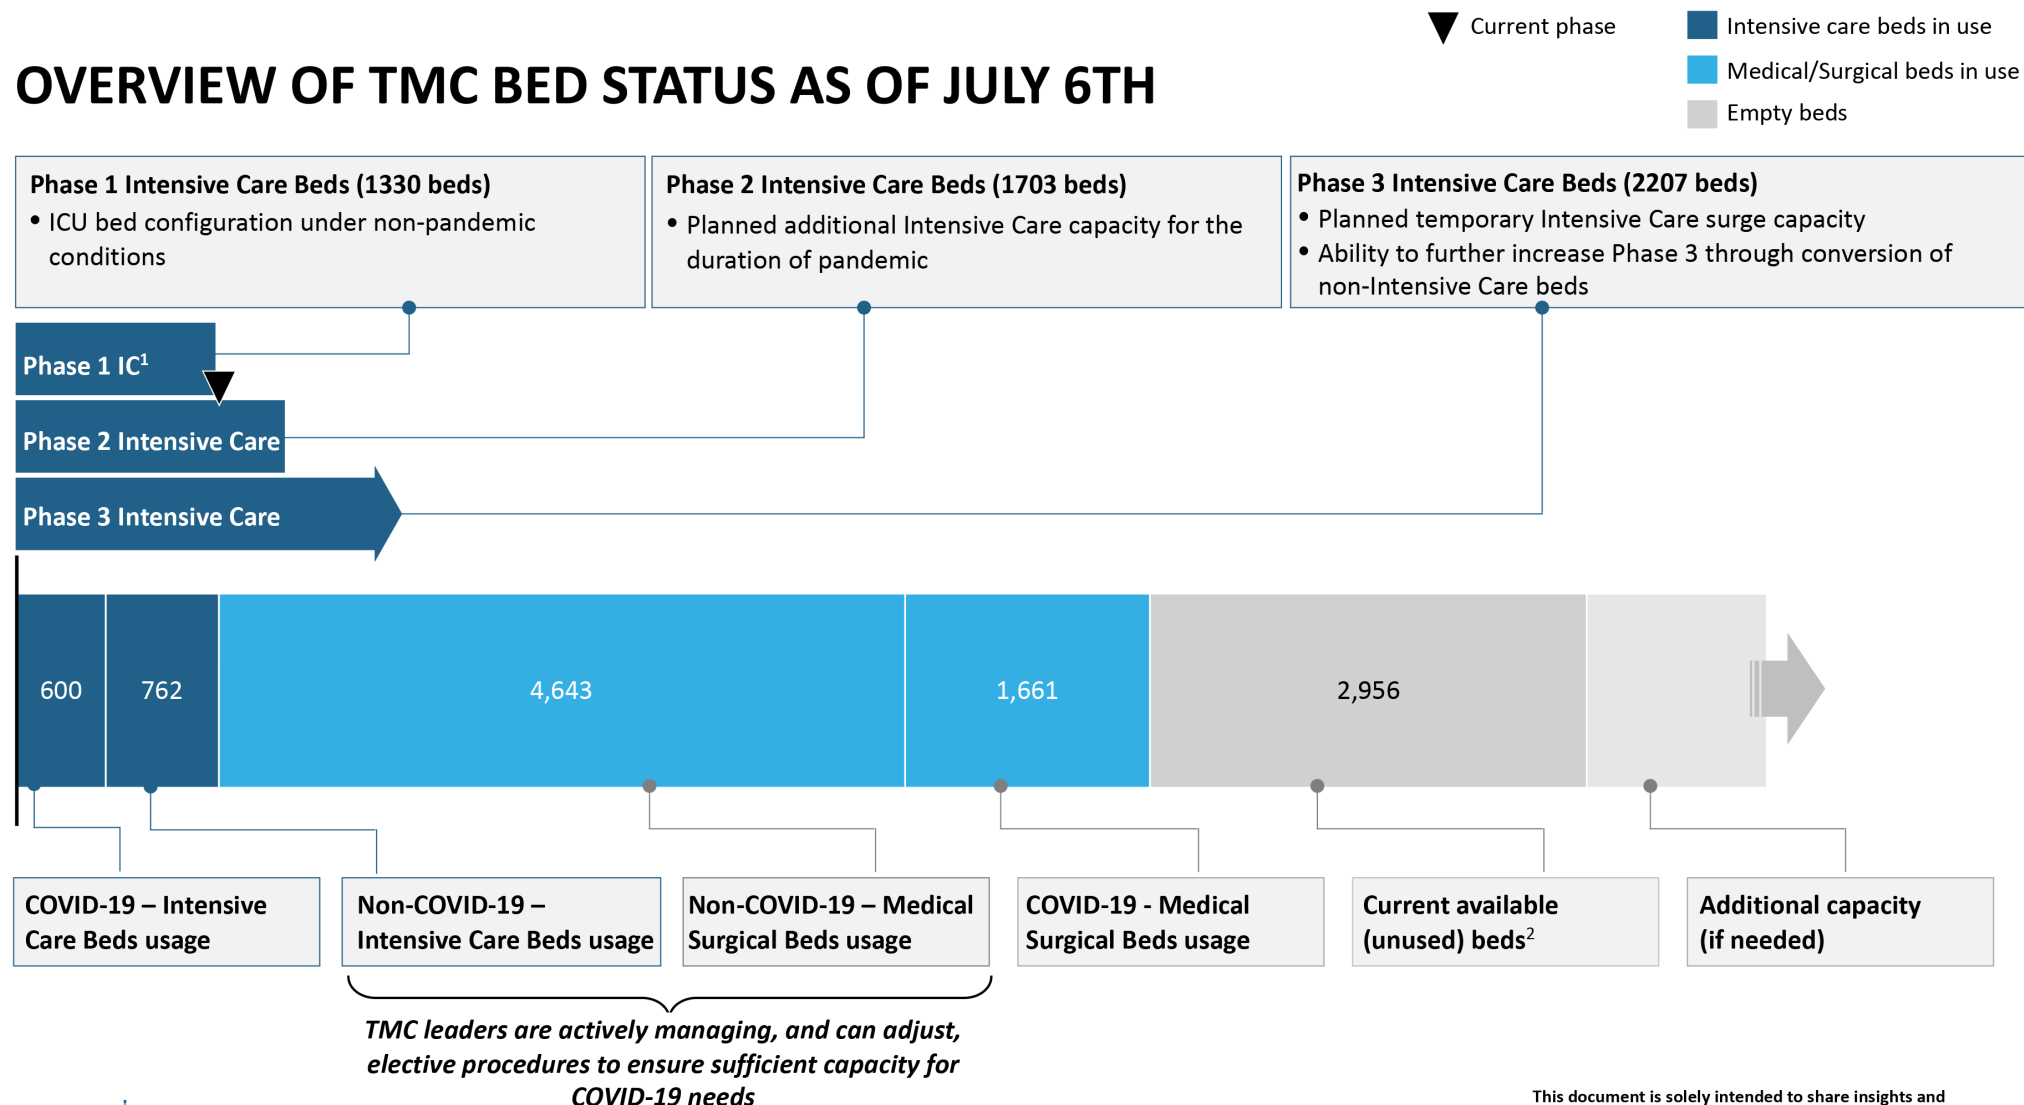 Current phase
Intensive care beds in use
Medical/Surgical beds in use
Empty beds
OVERVIEW OF TMC BED STATUS AS OF JULY 6TH
Phase 1 Intensive Care Beds (1330 beds)
• ICU bed configuration under non-pandemic
conditions
Phase 2 Intensive Care Beds (1703 beds)
• Planned additional Intensive Care capacity for the
duration of pandemic
Phase 3 Intensive Care Beds (2207 beds)
• Planned temporary Intensive Care surge capacity
• Ability to further increase Phase 3 through conversion of
non-Intensive Care beds
Phase 1 IC¹
Phase 2 Intensive Care
Phase 3 Intensive Care
600
762
4,643
1,661
2,956
COVID-19 – Intensive
Care Beds usage
Non-COVID-19 –
Intensive Care Beds usage
Non-COVID-19 – Medical
Surgical Beds usage
COVID-19 - Medical
Surgical Beds usage
Current available
(unused) beds²
Additional capacity
(if needed)
TMC leaders are actively managing, and can adjust,
elective procedures to ensure sufficient capacity for
COVID-19 needs
This document is solely intended to share insights and